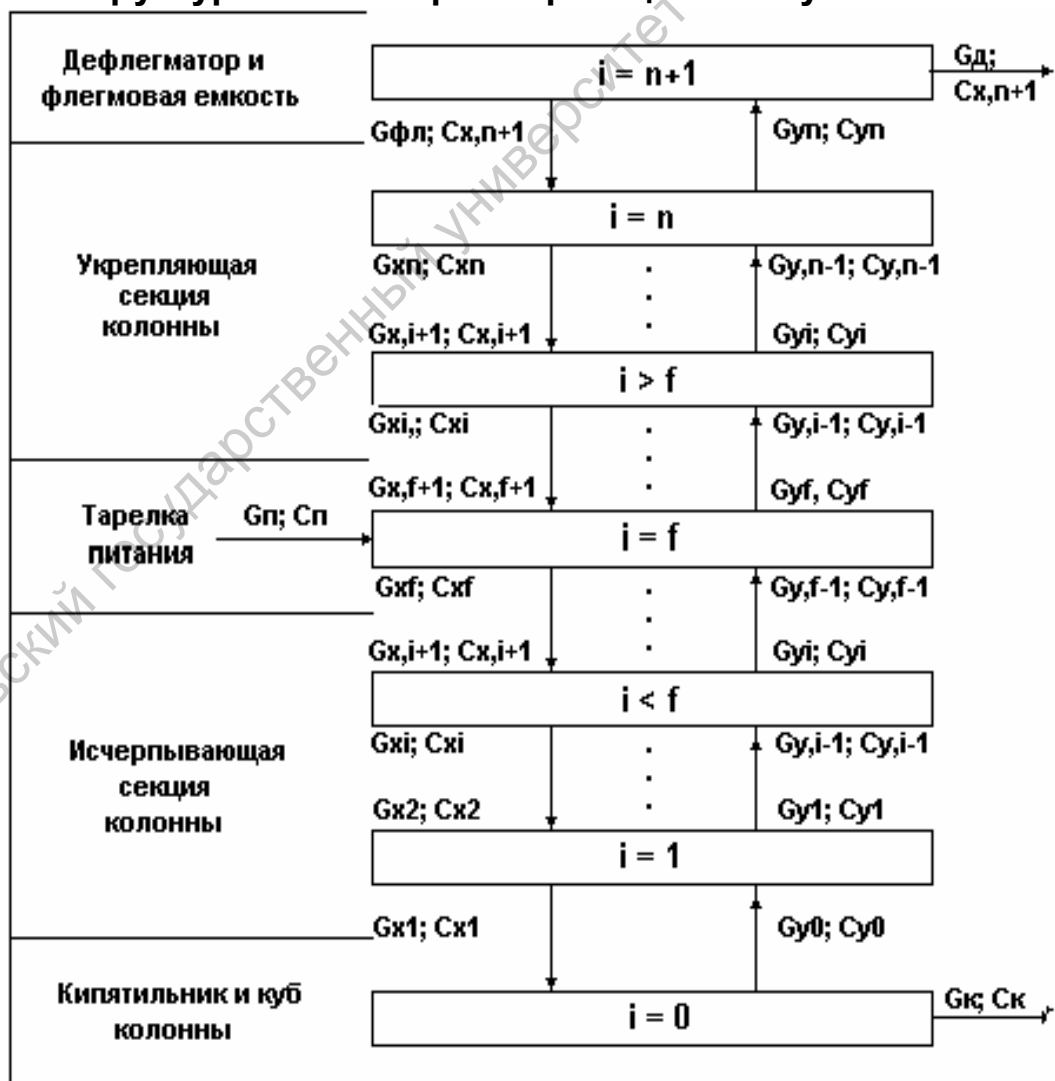 Дефлегматор и
флегмовая емкость
i = n+1
Gд;
Cx,n+1
Gфл; Cx,n+1
Gyn; Cyn
Укрепляющая
секция
колонны
i = n
Gxn; Cxn
Gy,n-1; Cy,n-1
Gx,i+1; Cx,i+1
Gyi; Cyi
i > f
Gxi,; Cxi
Gy,i-1; Cy,i-1
Gx,f+1; Cx,f+1
Gyf, Cyf
Тарелка
питания
Gп; Cп
i = f
Gxf; Cxf
Gy,f-1; Cy,f-1
Gx,i+1; Cx,i+1
Gyi; Cyi
i < f
Исчерпывающая
секция
колонны
Gxi; Cxi
Gy,i-1; Cy,i-1
Gx2; Cx2
Gy1; Cy1
i = 1
Gx1; Cx1
Gy0; Cy0
Кипятильник и куб
колонны
i = 0
Gк; Cк
государственный университет